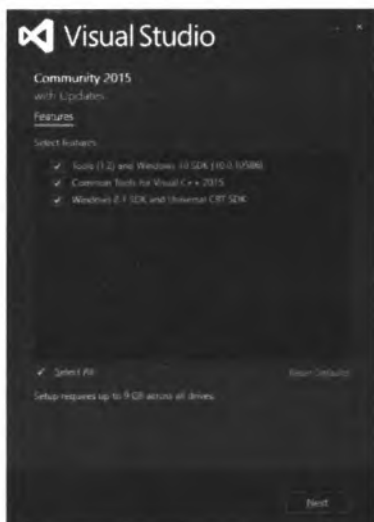 Visual Studio
Community 2015
with Updates
Features
Select Features
Tools (1.2) and Windows 10 SDK (10.0.10586)
Common Tools for Visual C++ 2015
Windows 8.1 SDK and Universal CRT SDK
Select All
Reset Defaults
Setup requires up to 9 GB across all drives.
Next